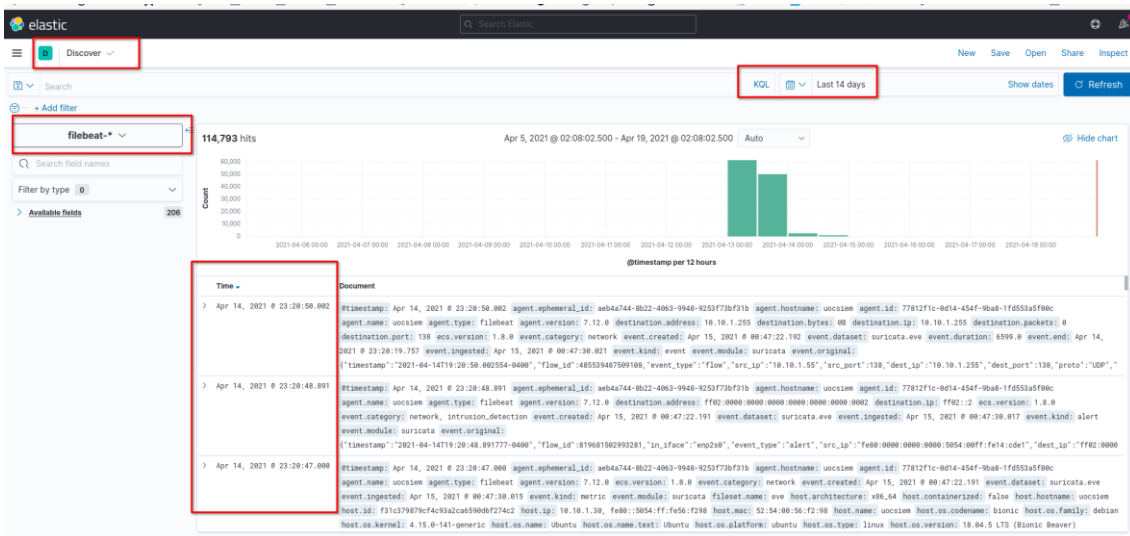 elastic
Search Elastic
D Discover
New Save Open Share Inspect
Search
KQL Last 14 days Show dates Refresh
+ Add filter
filebeat-*
114,793 hits Apr 5, 2021 @ 02:08:02.500 - Apr 19, 2021 @ 02:08:02.500 Auto Hide chart
Search field names
Filter by type 0
Available fields 206
Count
60,000
50,000
40,000
30,000
20,000
10,000
0
2021-04-06 00:00 2021-04-07 00:00 2021-04-08 00:00 2021-04-09 00:00 2021-04-10 00:00 2021-04-11 00:00 2021-04-12 00:00 2021-04-13 00:00 2021-04-14 00:00 2021-04-15 00:00 2021-04-16 00:00 2021-04-17 00:00 2021-04-18 00:00
@timestamp per 12 hours
Time Document
Apr 14, 2021 @ 23:20:50.002 @timestamp: Apr 14, 2021 @ 23:20:50.002 agent.ephemeral_id: aeb4a744-8b22-4063-9948-9253f73bf31b agent.hostname: uocsiem agent.id: 77812f1c-0d14-454f-9ba8-1fd553a5f00c
agent.name: uocsiem agent.type: filebeat agent.version: 7.12.0 destination.address: 10.10.1.255 destination.bytes: 0B destination.ip: 10.10.1.255 destination.packets: 0
destination.port: 138 ecs.version: 1.8.0 event.category: network event.created: Apr 15, 2021 @ 00:47:22.192 event.dataset: suricata.eve event.duration: 6599.0 event.end: Apr 14,
2021 @ 23:20:19.757 event.ingested: Apr 15, 2021 @ 00:47:30.021 event.kind: event event.module: suricata event.original:
{"timestamp":"2021-04-14T19:20:50.002554-0400","flow_id":485539487509108,"event_type":"flow","src_ip":"10.10.1.55","src_port":138,"dest_ip":"10.10.1.255","dest_port":138,"proto":"UDP","
Apr 14, 2021 @ 23:20:48.891 @timestamp: Apr 14, 2021 @ 23:20:48.891 agent.ephemeral_id: aeb4a744-8b22-4063-9948-9253f73bf31b agent.hostname: uocsiem agent.id: 77812f1c-0d14-454f-9ba8-1fd553a5f00c
agent.name: uocsiem agent.type: filebeat agent.version: 7.12.0 destination.address: ff02:0000:0000:0000:0000:0000:0000:0002 destination.ip: ff02::2 ecs.version: 1.8.0
event.category: network, intrusion_detection event.created: Apr 15, 2021 @ 00:47:22.191 event.dataset: suricata.eve event.ingested: Apr 15, 2021 @ 00:47:30.017 event.kind: alert
event.module: suricata event.original:
{"timestamp":"2021-04-14T19:20:48.891777-0400","flow_id":819681502993281,"in_iface":"enp2s0","event_type":"alert","src_ip":"fe80:0000:0000:0000:5054:00ff:fe14:cde1","dest_ip":"ff02:0000
Apr 14, 2021 @ 23:20:47.000 @timestamp: Apr 14, 2021 @ 23:20:47.000 agent.ephemeral_id: aeb4a744-8b22-4063-9948-9253f73bf31b agent.hostname: uocsiem agent.id: 77812f1c-0d14-454f-9ba8-1fd553a5f00c
agent.name: uocsiem agent.type: filebeat agent.version: 7.12.0 ecs.version: 1.8.0 event.category: network event.created: Apr 15, 2021 @ 00:47:22.191 event.dataset: suricata.eve
event.ingested: Apr 15, 2021 @ 00:47:30.015 event.kind: metric event.module: suricata fileset.name: eve host.architecture: x86_64 host.containerized: false host.hostname: uocsiem
host.id: f31c379879cf4c93a2ca6590d6f274c2 host.ip: 10.10.1.30, fe80::5054:ff:fe56:f298 host.mac: 52:54:00:56:f2:98 host.name: uocsiem host.os.codename: bionic host.os.family: debian
host.os.kernel: 4.15.0-141-generic host.os.name: Ubuntu host.os.name.text: Ubuntu host.os.platform: ubuntu host.os.type: linux host.os.version: 18.04.5 LTS (Bionic Beaver)